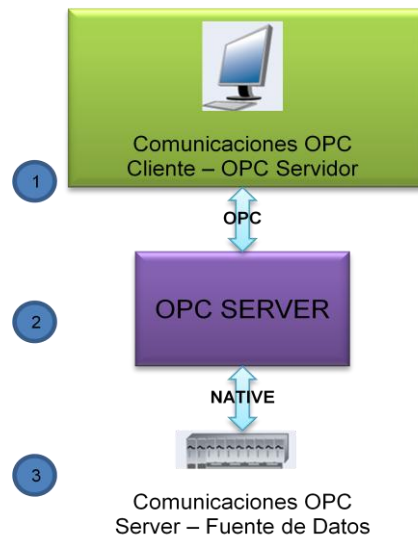 Comunicaciones OPC
Cliente – OPC Servidor
1
OPC
2
OPC SERVER
NATIVE
3
Comunicaciones OPC
Server – Fuente de Datos